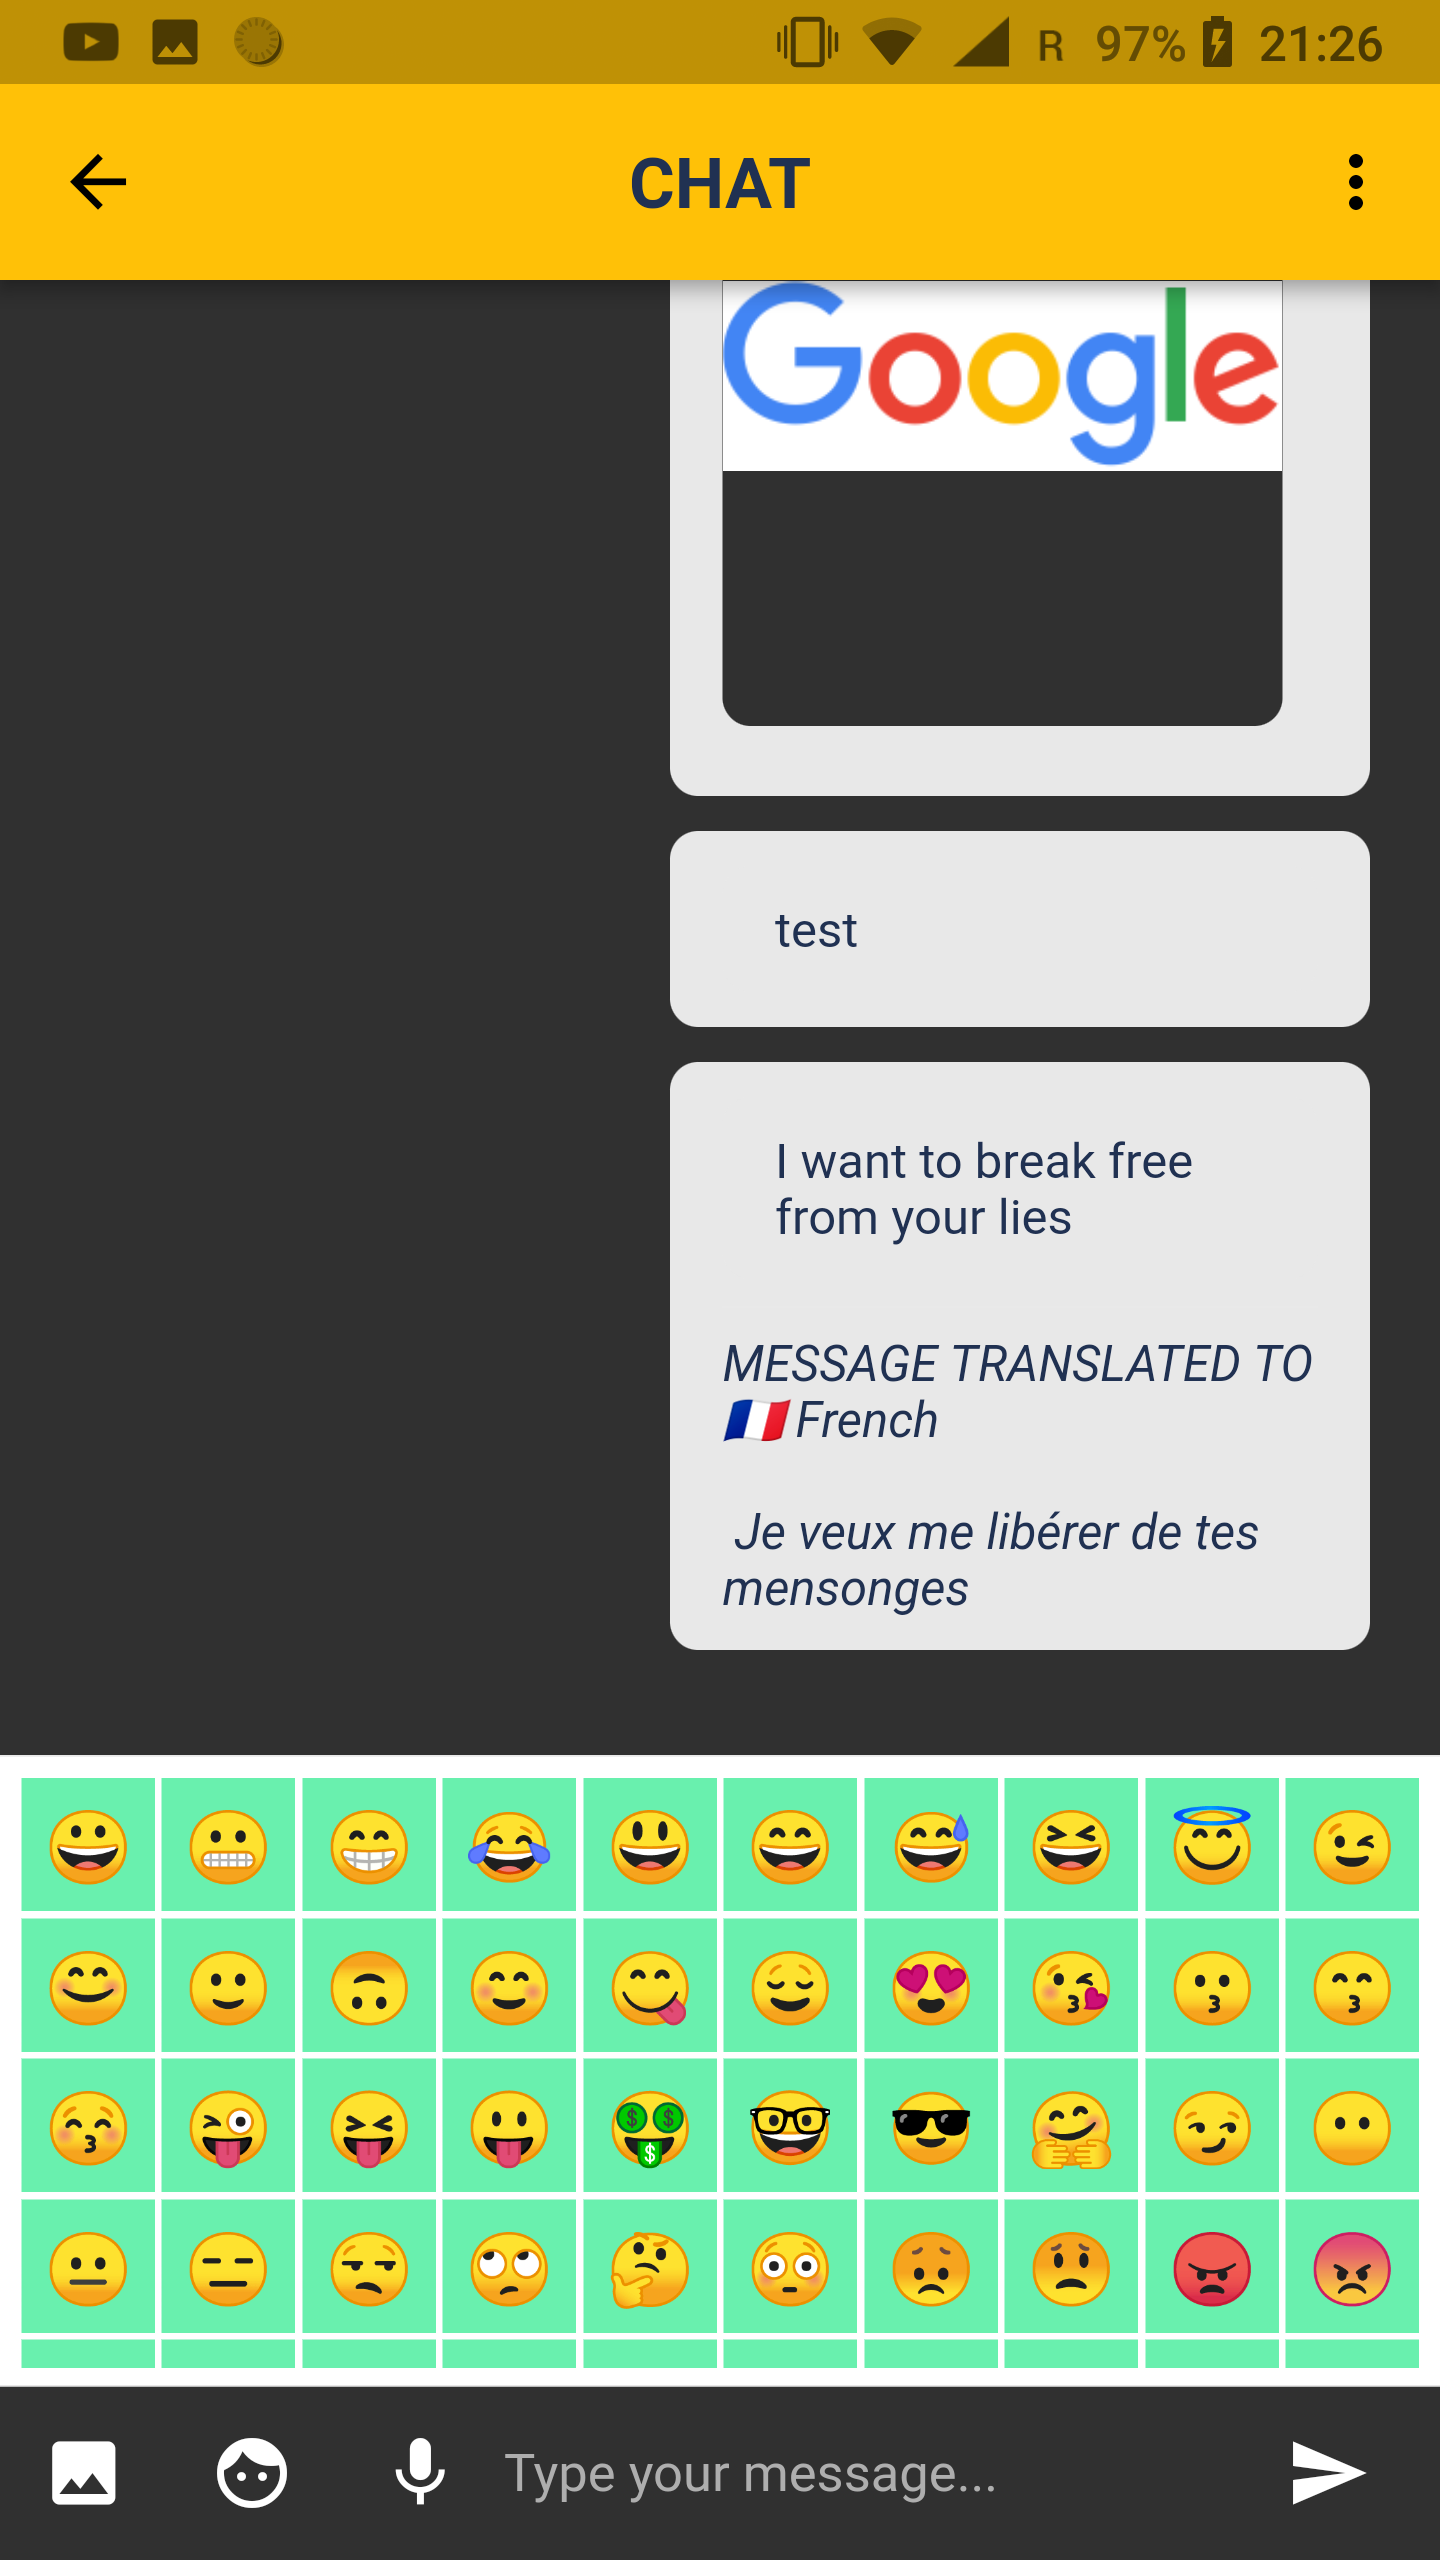 R 97% 21:26
CHAT
Google
test
I want to break free
from your lies
MESSAGE TRANSLATED TO
🇫🇷 French
Je veux me libérer de tes
mensonges
Type your message...